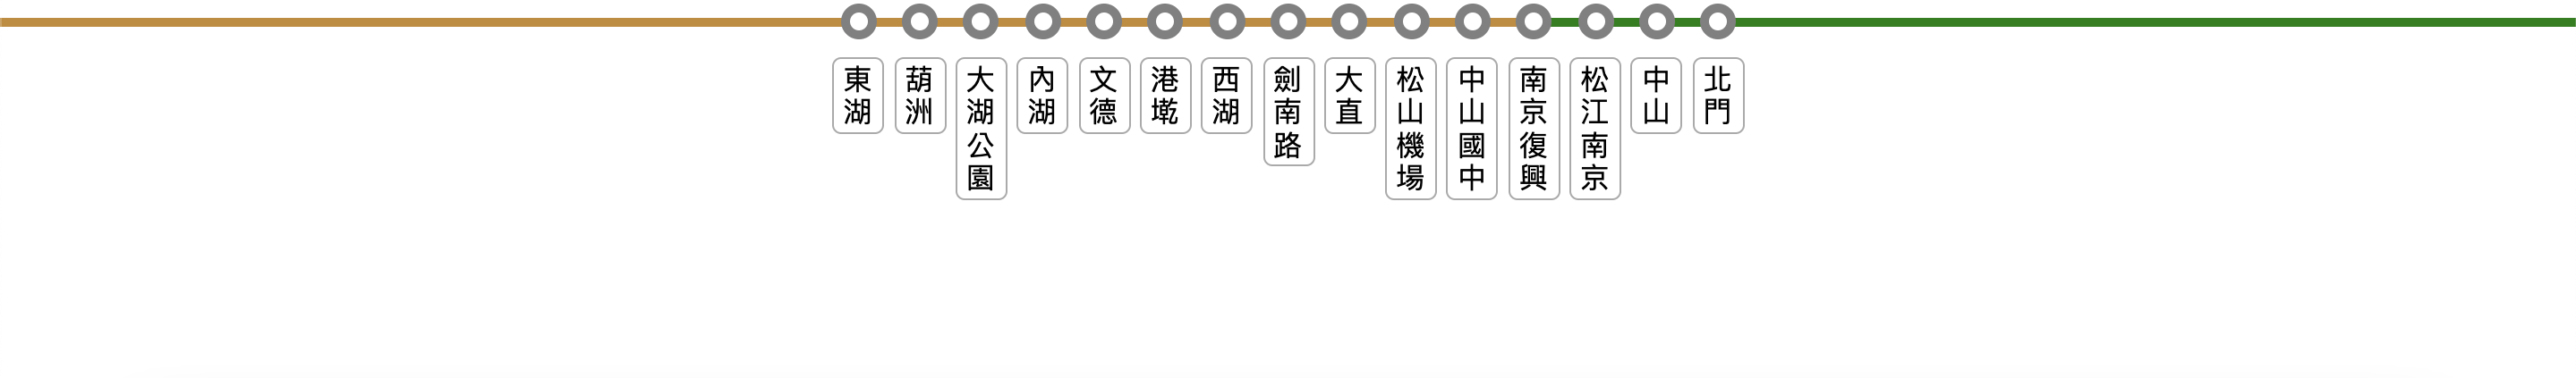 東湖
葫洲
大湖公園
內湖
文德
港墘
西湖
劍南路
大直
松山機場
中山國中
南京復興
松江南京
中山
北門